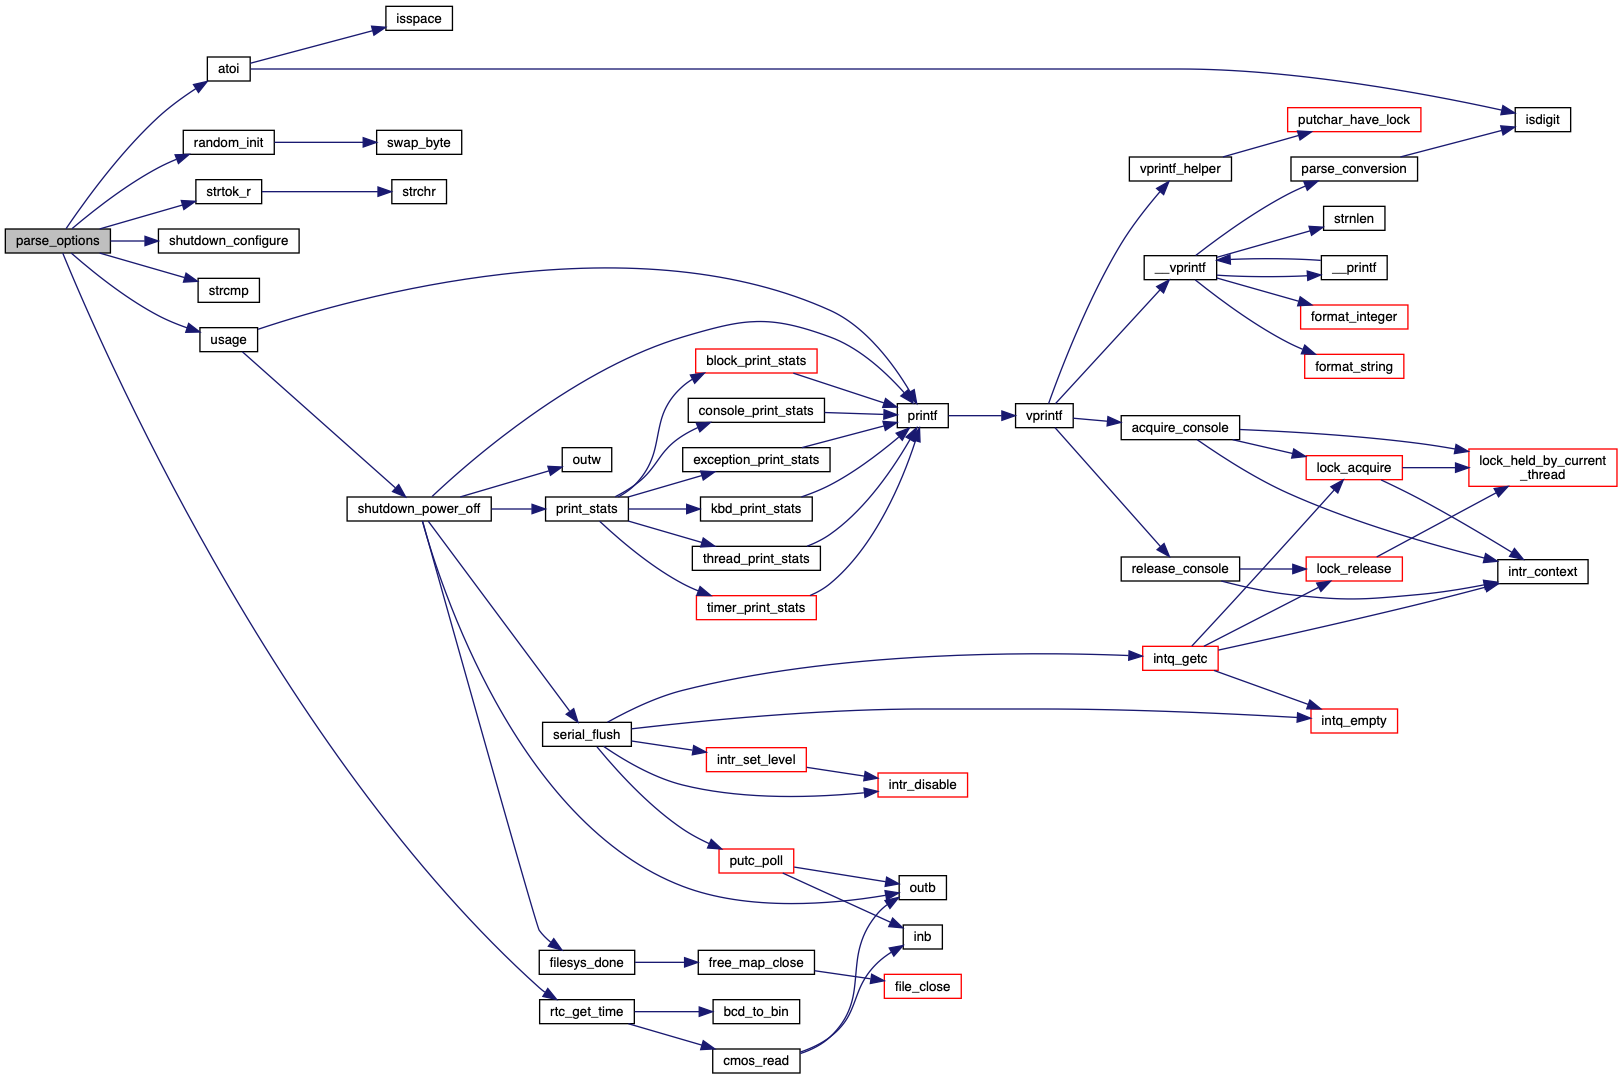 isspace
atoi
putchar_have_lock
isdigit
random_init
swap_byte
vprintf_helper
parse_conversion
strtok_r
strchr
strnlen
parse_options
shutdown_configure
__vprintf
__printf
strcmp
format_integer
usage
block_print_stats
format_string
console_print_stats
printf
vprintf
acquire_console
outw
exception_print_stats
lock_acquire
lock_held_by_current
_thread
shutdown_power_off
print_stats
kbd_print_stats
thread_print_stats
release_console
lock_release
intr_context
timer_print_stats
intq_getc
serial_flush
intq_empty
intr_set_level
intr_disable
putc_poll
outb
inb
filesys_done
free_map_close
file_close
rtc_get_time
bcd_to_bin
cmos_read